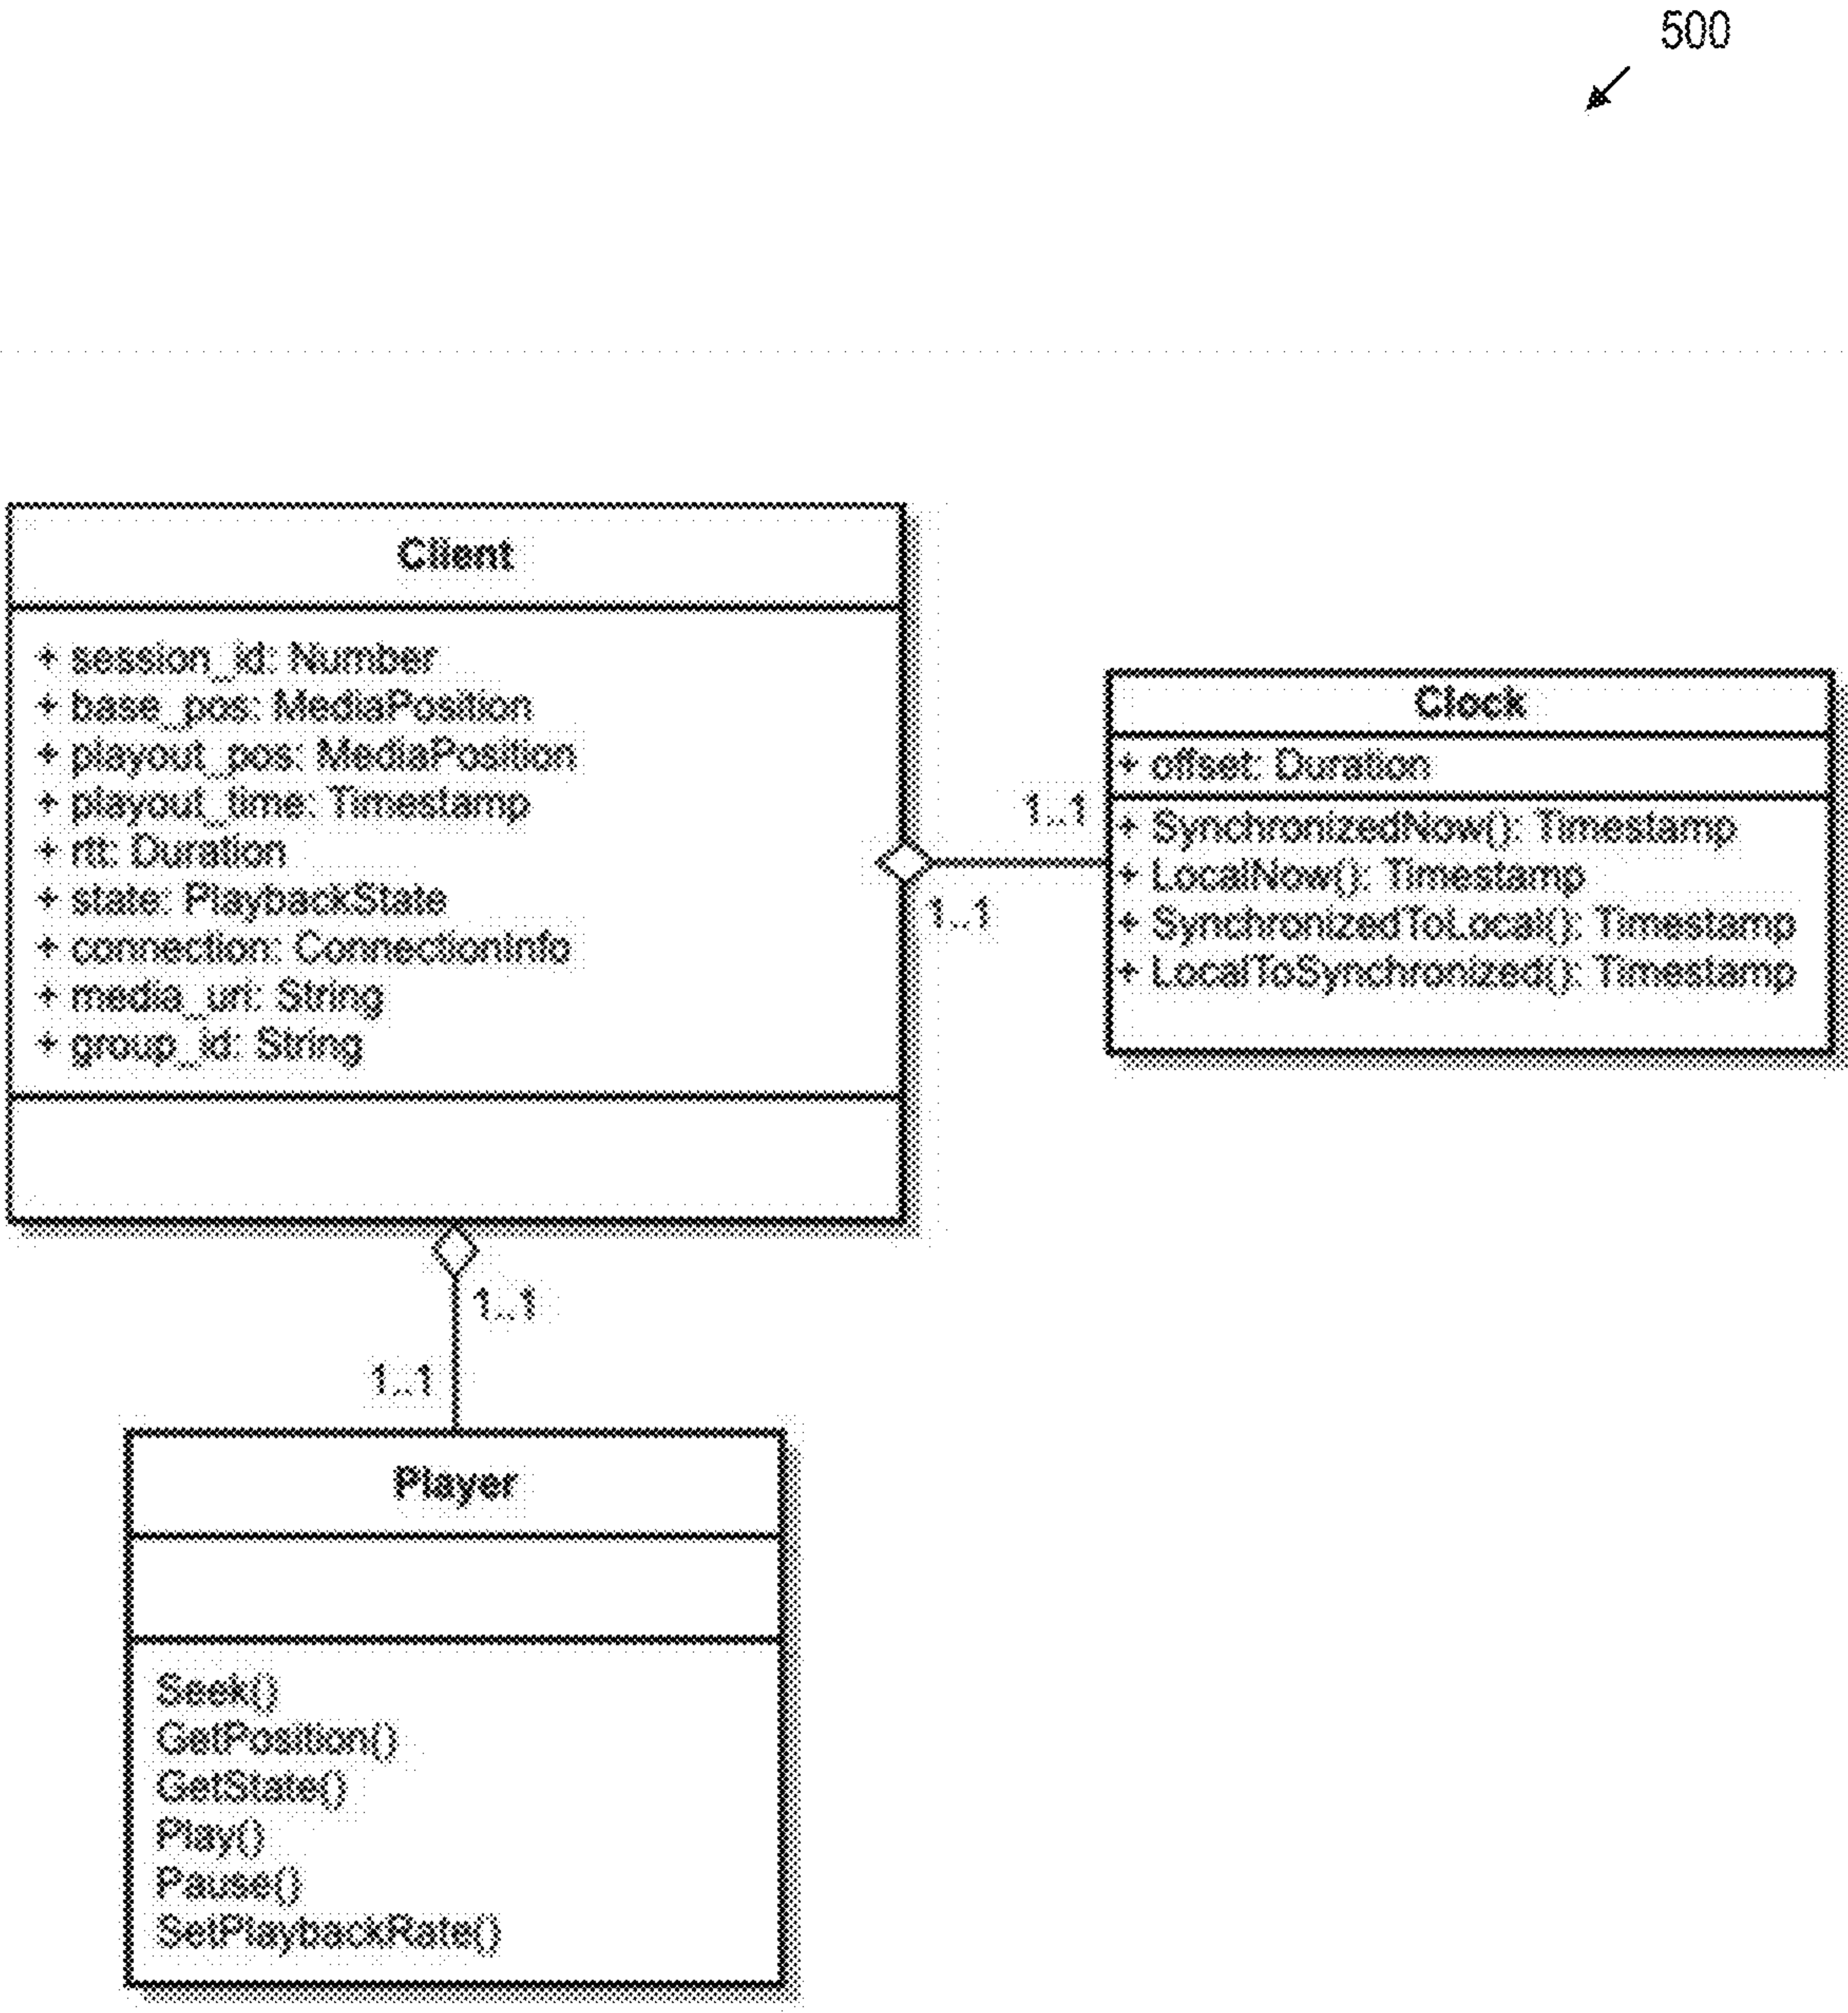 500
Client
+ session_id: Number
+ base_pos: MediaPosition
+ playout_pos: MediaPosition
+ playout_time: Timestamp
+ rtt: Duration
+ state: PlaybackState
+ connection: ConnectionInfo
+ media_uri: String
+ group_id: String
1..1
1..1
Clock
+ offset: Duration
+ SynchronizedNow(): Timestamp
+ LocalNow(): Timestamp
+ SynchronizedToLocal(): Timestamp
+ LocalToSynchronized(): Timestamp
1..1
1..1
Player
Seek()
GetPosition()
GetState()
Play()
Pause()
SetPlaybackRate()